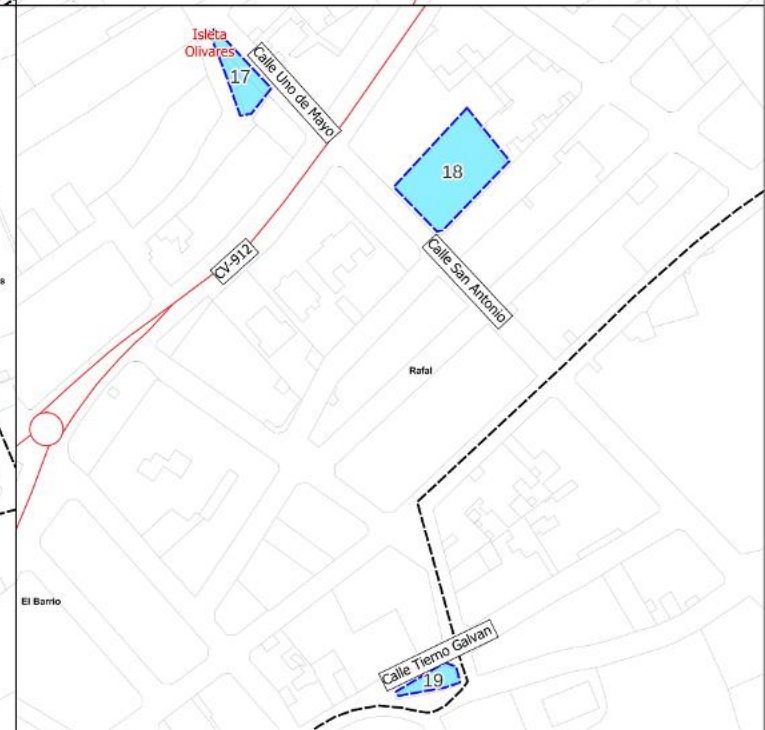 Isleta
Olivares
17
Calle Uno de Mayo
18
CV-912
Calle San Antonio
Rafal
El Barrio
Calle Tierno Galvan
19